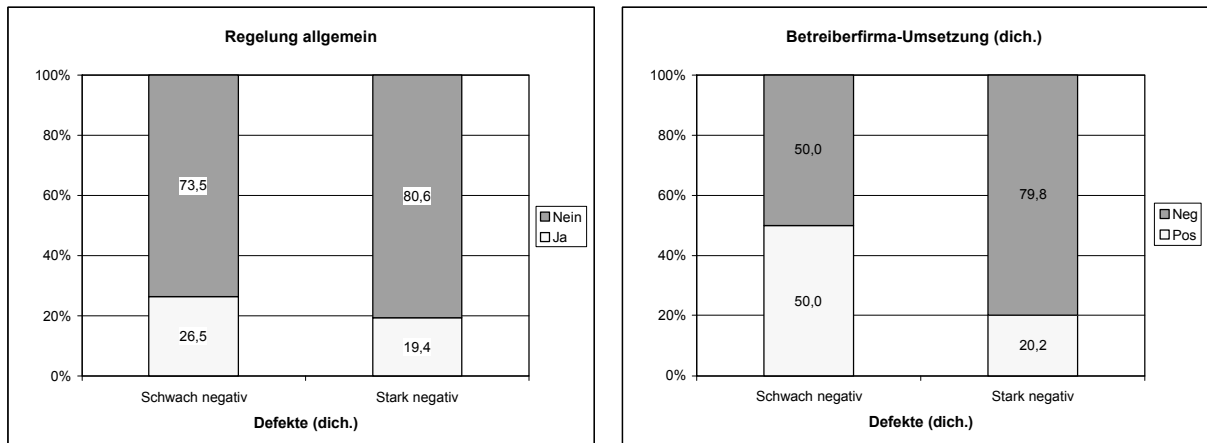 Regelung allgemein
100%
80%
60%
40%
20%
0%
73,5
80,6
26,5
19,4
Nein
Ja
Schwach negativ
Stark negativ
Defekte (dich.)
Betreiberfirma-Umsetzung (dich.)
100%
80%
60%
40%
20%
0%
50,0
79,8
50,0
20,2
Neg
Pos
Schwach negativ
Stark negativ
Defekte (dich.)